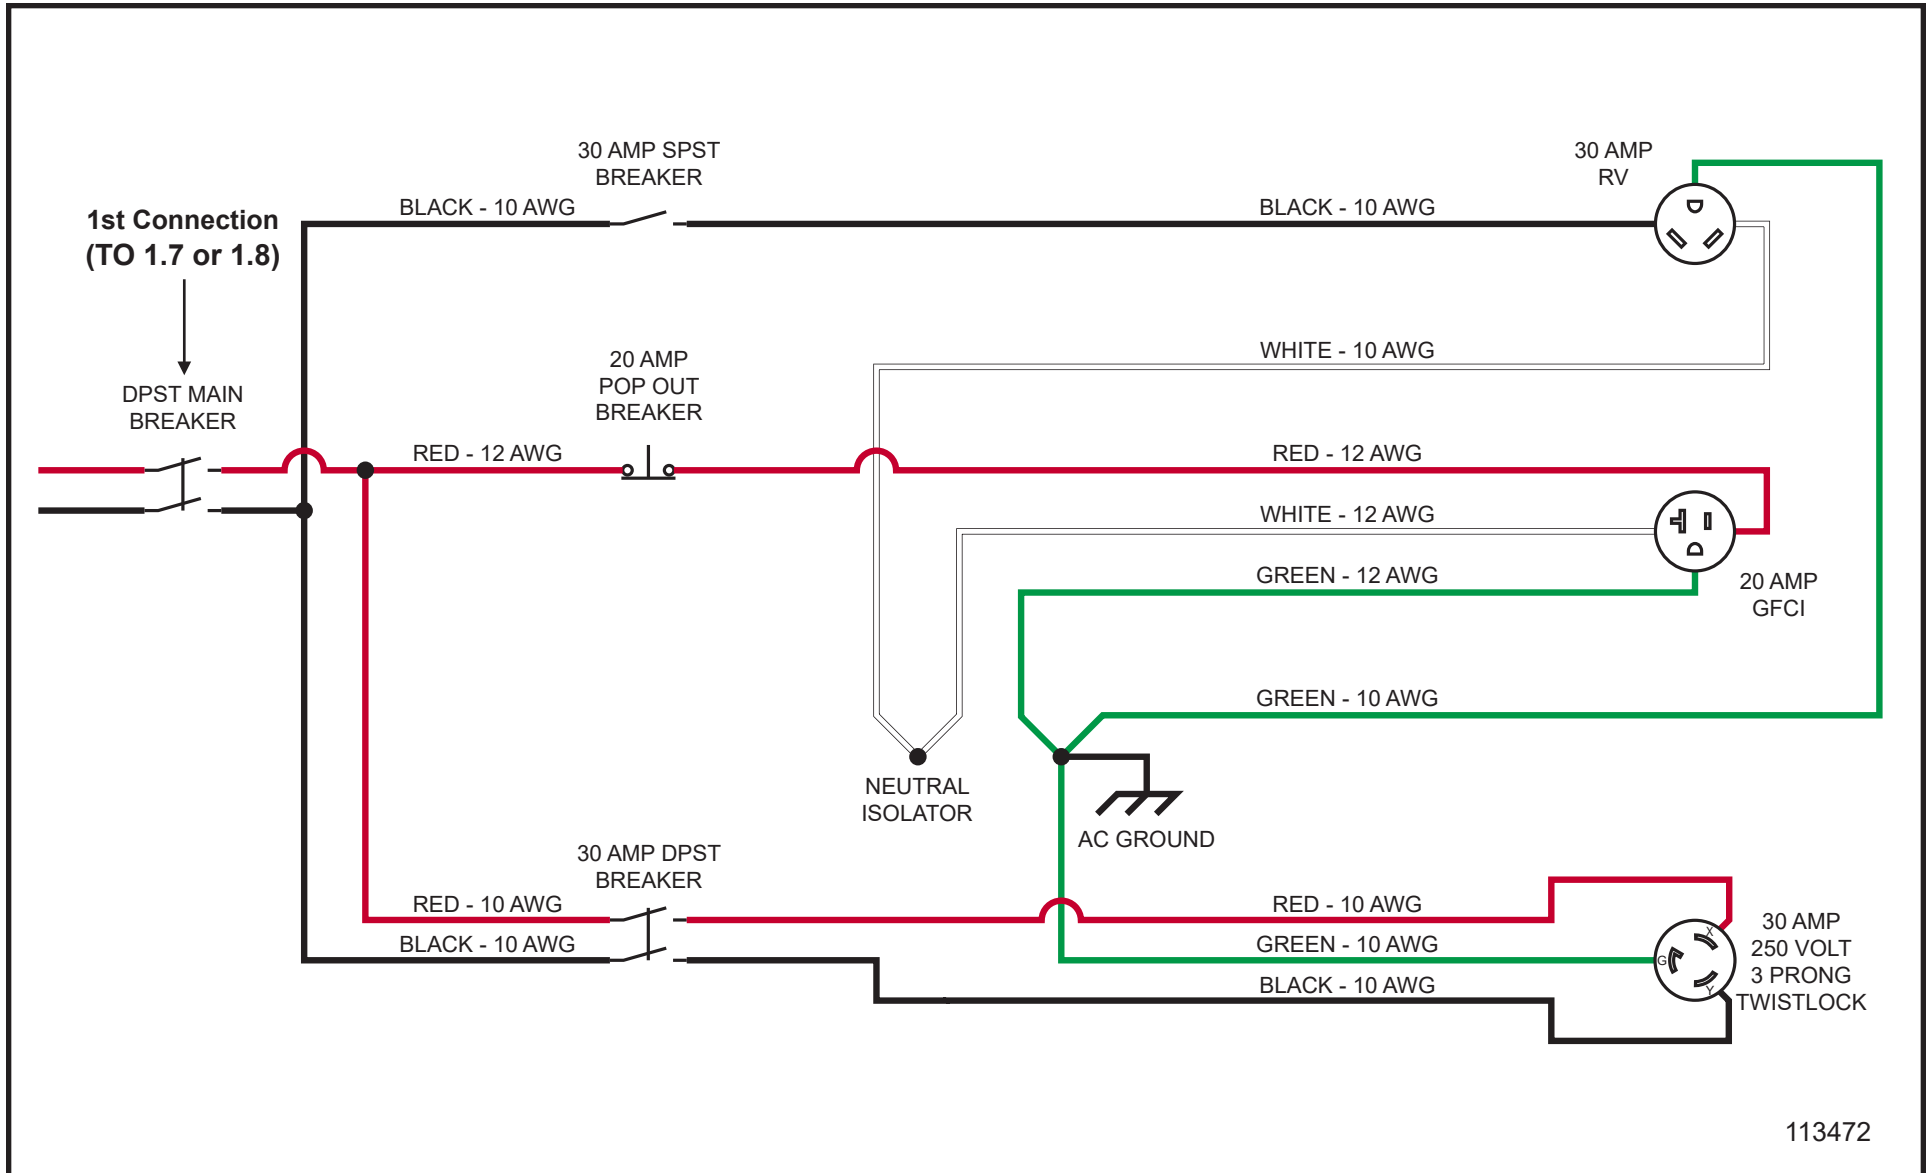 30 AMP SPST
BREAKER
30 AMP
RV
1st Connection
(TO 1.7 or 1.8)
BLACK - 10 AWG
BLACK - 10 AWG
WHITE - 10 AWG
20 AMP
POP OUT
BREAKER
DPST MAIN
BREAKER
RED - 12 AWG
RED - 12 AWG
WHITE - 12 AWG
GREEN - 12 AWG
20 AMP
GFCI
GREEN - 10 AWG
NEUTRAL
ISOLATOR
AC GROUND
30 AMP DPST
BREAKER
RED - 10 AWG
RED - 10 AWG
BLACK - 10 AWG
GREEN - 10 AWG
BLACK - 10 AWG
X
G
Y
30 AMP
250 VOLT
3 PRONG
TWISTLOCK
113472